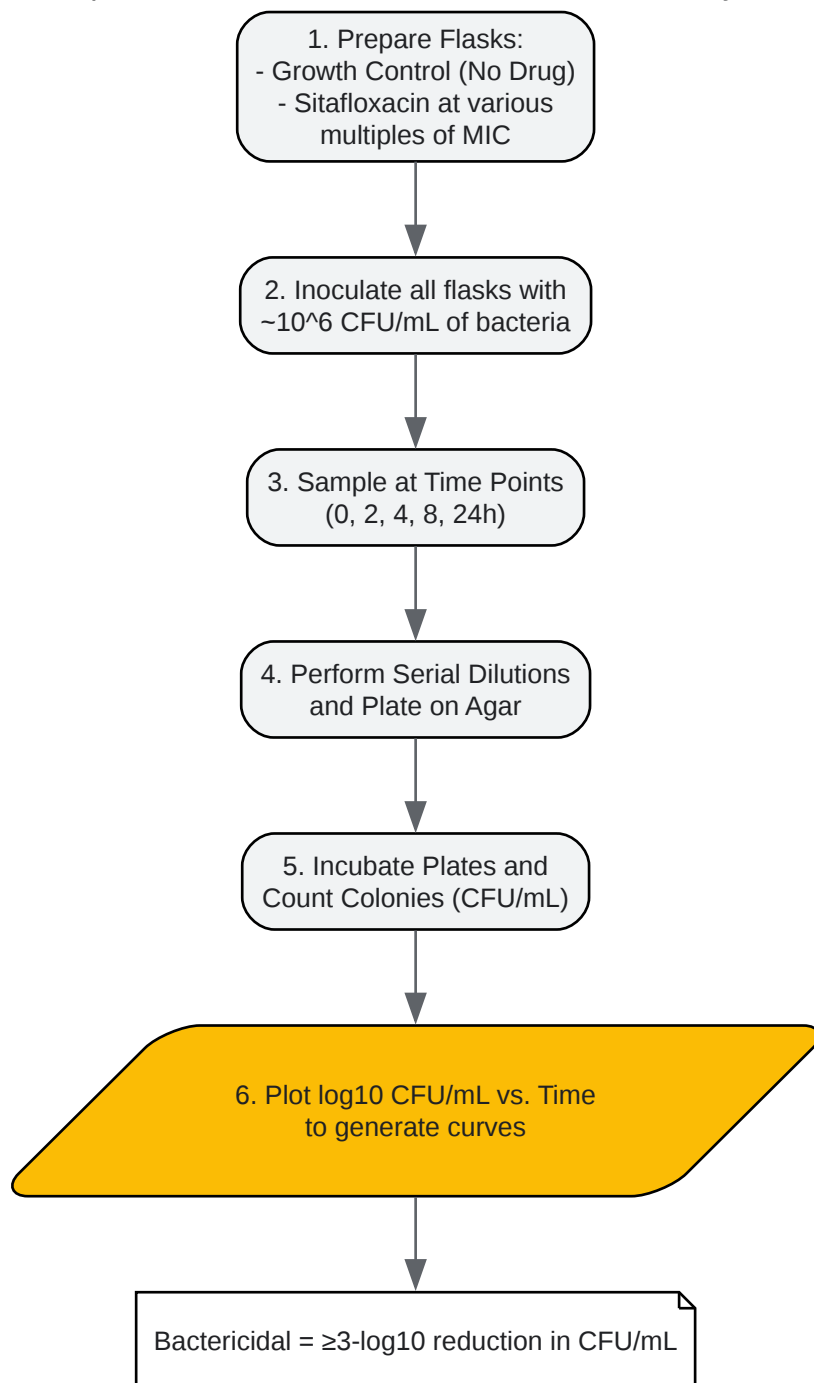 1. Prepare Flasks:
- Growth Control (No Drug)
- Sitafloxacin at various
multiples of MIC
2. Inoculate all flasks with
~10^6 CFU/mL of bacteria
3. Sample at Time Points
(0, 2, 4, 8, 24h)
4. Perform Serial Dilutions
and Plate on Agar
5. Incubate Plates and
Count Colonies (CFU/mL)
6. Plot log10 CFU/mL vs. Time
to generate curves
Bactericidal = ≥3-log10 reduction in CFU/mL